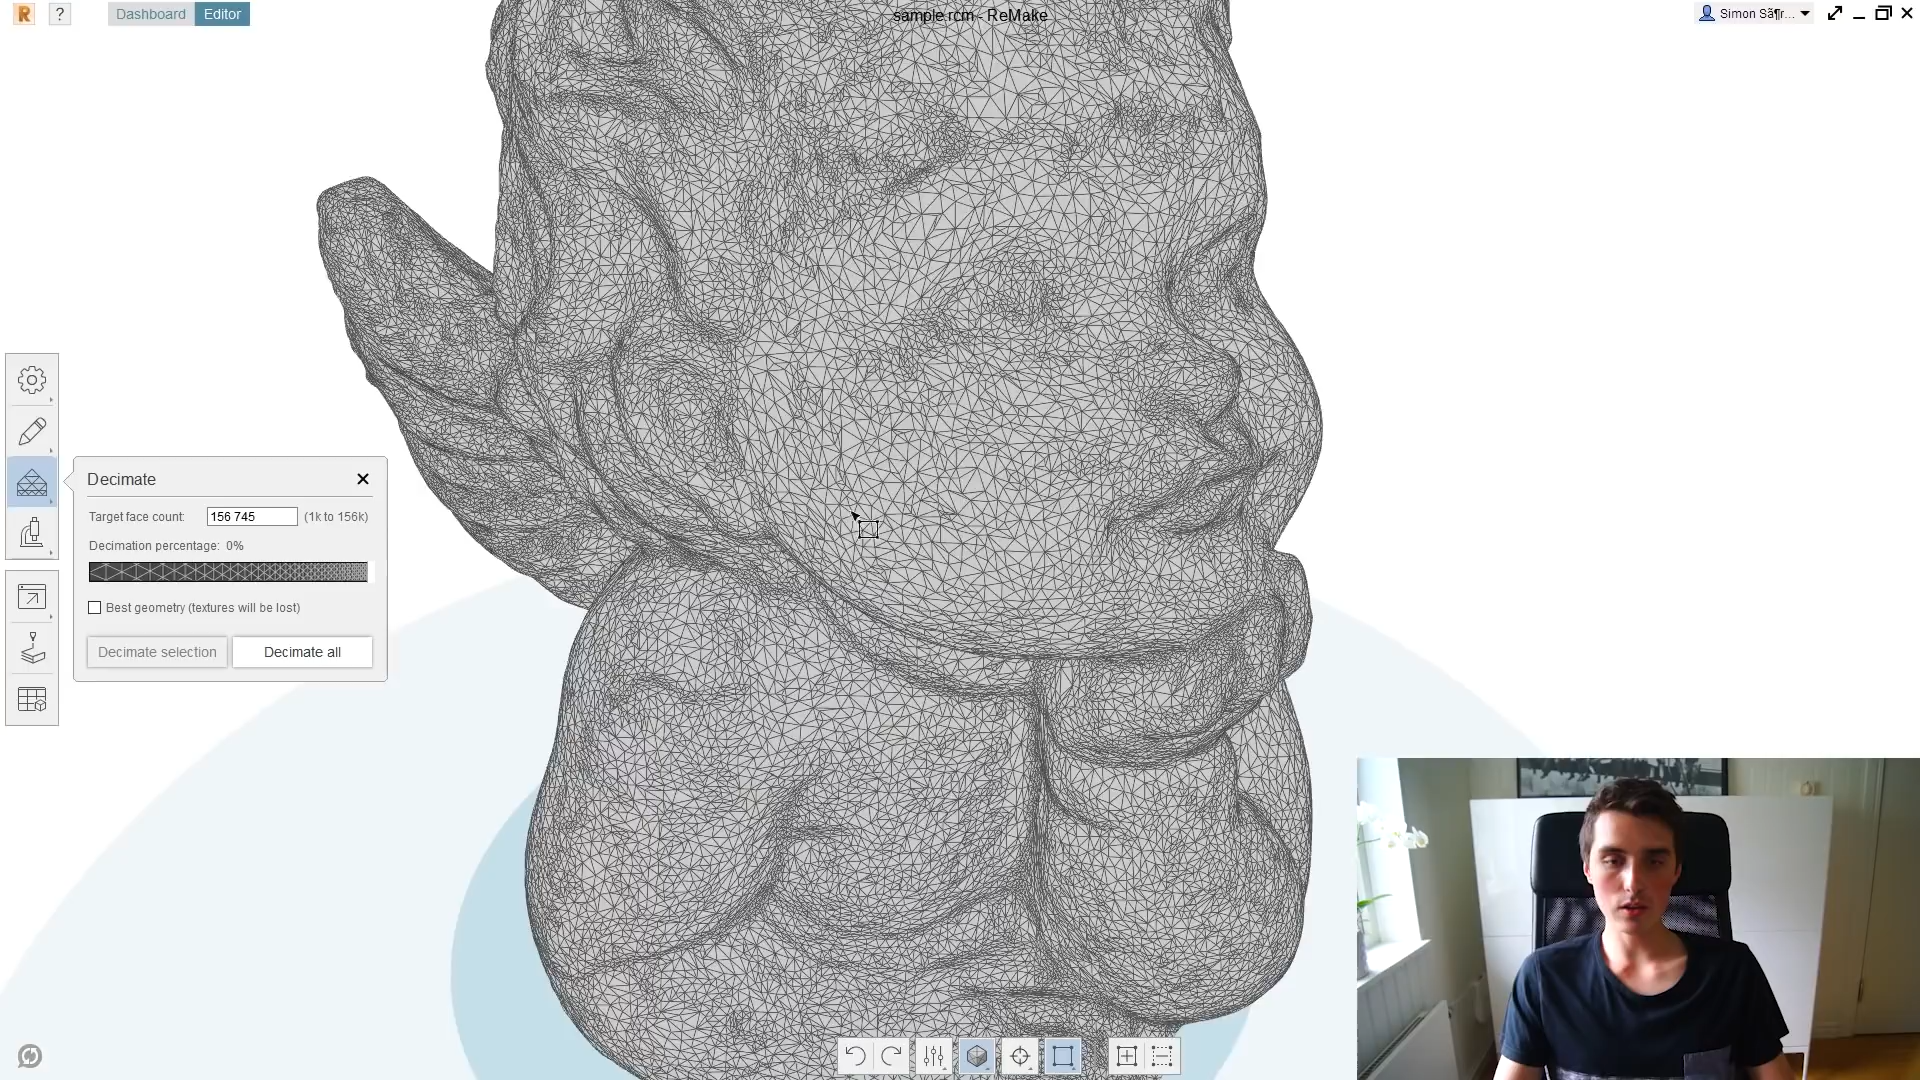 R ? Dashboard Editor sample.rcm - ReMake Simon Sã¶r...
Decimate
Target face count: 156 745 (1k to 156k)
Decimation percentage: 0%
Best geometry (textures will be lost)
Decimate selection Decimate all